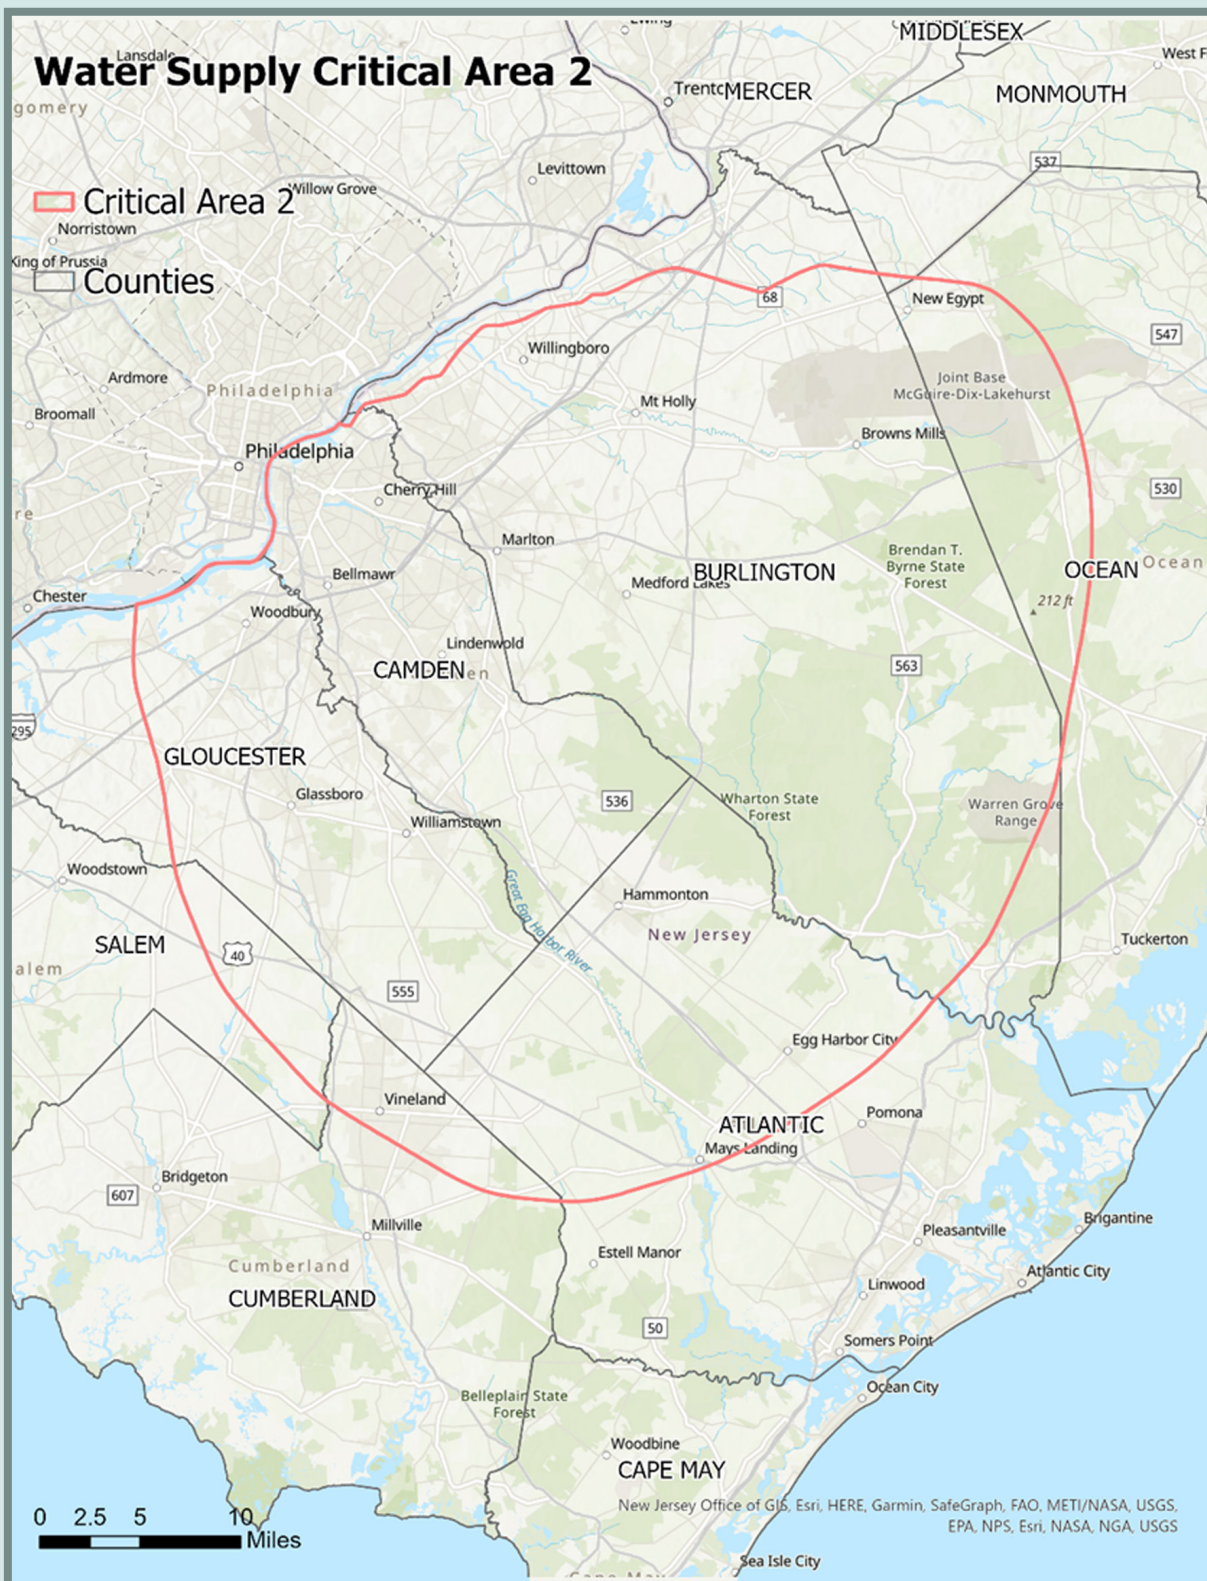 Ewing
MIDDLESEX
Lansdale
West F
Water Supply Critical Area 2
Trentc
MERCER
MONMOUTH
gomery
537
Levittown
Willow Grove
Critical Area 2
Norristown
King of Prussia
Counties
68
New Egypt
547
Willingboro
Ardmore
Philadelphia
Joint Base
McGuire-Dix-Lakehurst
Broomall
Mt Holly
Browns Mills
Philadelphia
Cherry Hill
530
re
Marlton
Brendan T.
Byrne State
Forest
OCEAN
Ocean
Bellmawr
BURLINGTON
Medford Lakes
Chester
212 ft
Woodbury
Lindenwold
CAMDEN
en
563
295
GLOUCESTER
Glassboro
536
Wharton State
Forest
Warren Grove
Range
Williamstown
Woodstown
Great Egg Harbor River
Hammonton
New Jersey
SALEM
Tuckerton
40
alem
555
Egg Harbor City
Vineland
Pomona
ATLANTIC
Mays Landing
Bridgeton
607
Millville
Brigantine
Pleasantville
Estell Manor
Cumberland
Atlantic City
Linwood
CUMBERLAND
50
Somers Point
Ocean City
Belleplain State
Forest
Woodbine
CAPE MAY
New Jersey Office of GIS, Esri, HERE, Garmin, SafeGraph, FAO, METI/NASA, USGS,
EPA, NPS, Esri, NASA, NGA, USGS
0 2.5 5 10
Miles
Sea Isle City
Cape May